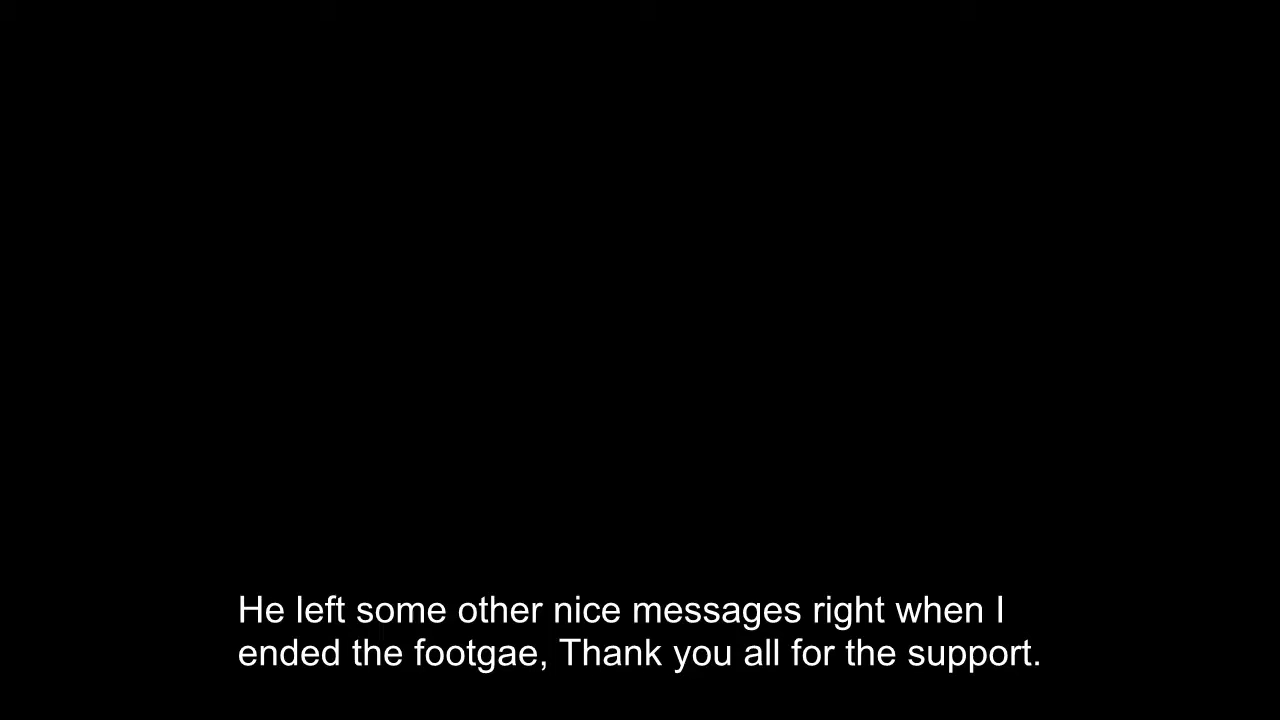 He left some other nice messages right when I
ended the footgae, Thank you all for the support.